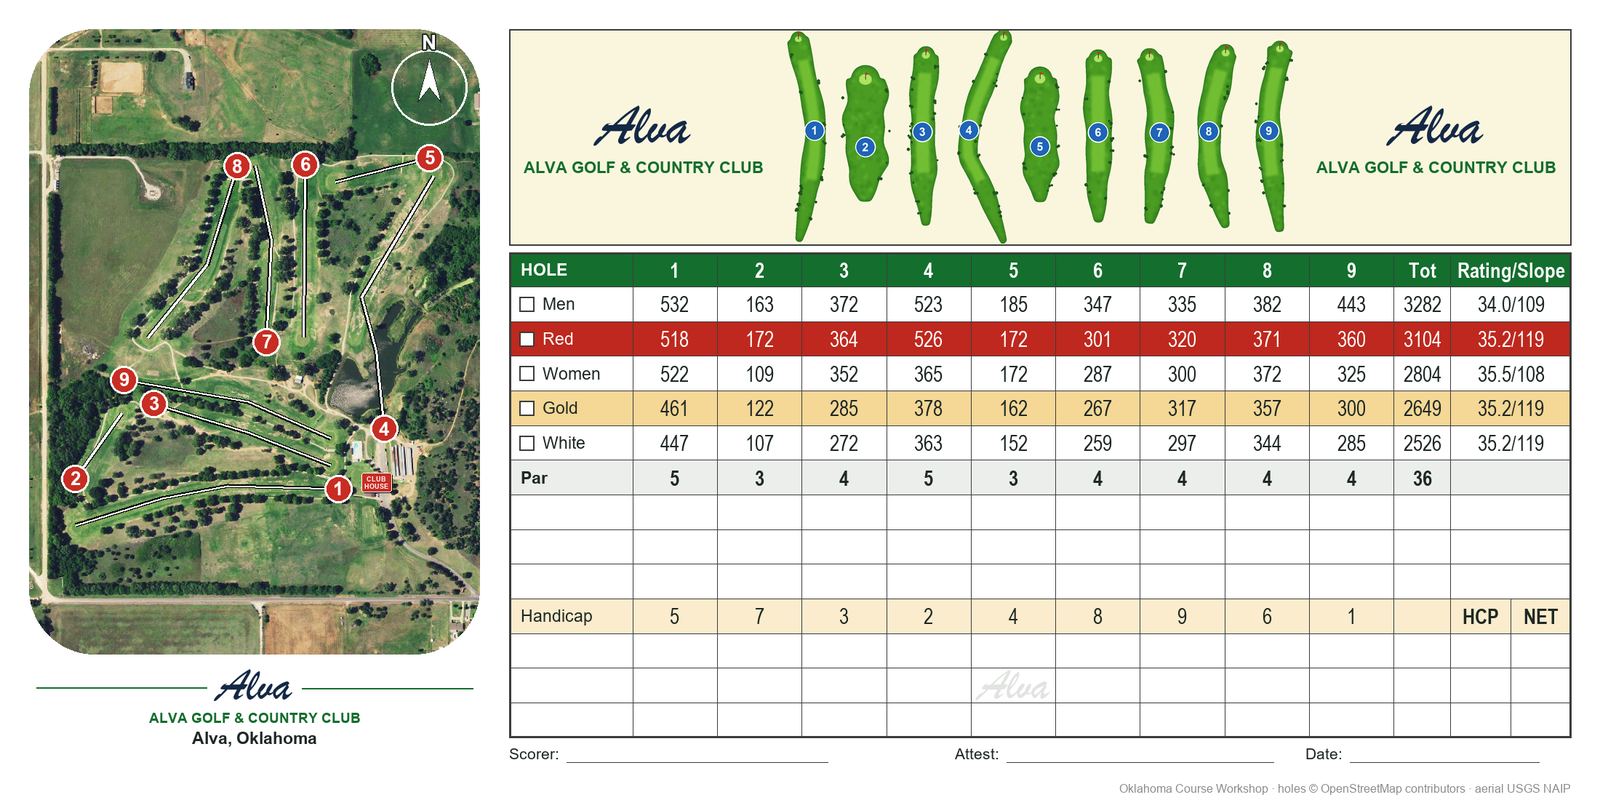 N
8
6
5
7
9
3
4
2
CLUB
HOUSE
1
Alva
ALVA GOLF & COUNTRY CLUB
Alva, Oklahoma
Alva
ALVA GOLF & COUNTRY CLUB
1 2 3 4 5 6 7 8 9
Alva
ALVA GOLF & COUNTRY CLUB
HOLE 1 2 3 4 5 6 7 8 9 Tot Rating/Slope
Men 532 163 372 523 185 347 335 382 443 3282 34.0/109
Red 518 172 364 526 172 301 320 371 360 3104 35.2/119
Women 522 109 352 365 172 287 300 372 325 2804 35.5/108
Gold 461 122 285 378 162 267 317 357 300 2649 35.2/119
White 447 107 272 363 152 259 297 344 285 2526 35.2/119
Par 5 3 4 5 3 4 4 4 4 36
Handicap 5 7 3 2 4 8 9 6 1 HCP NET
Alva
Scorer: Attest: Date:
Oklahoma Course Workshop · holes © OpenStreetMap contributors · aerial USGS NAIP